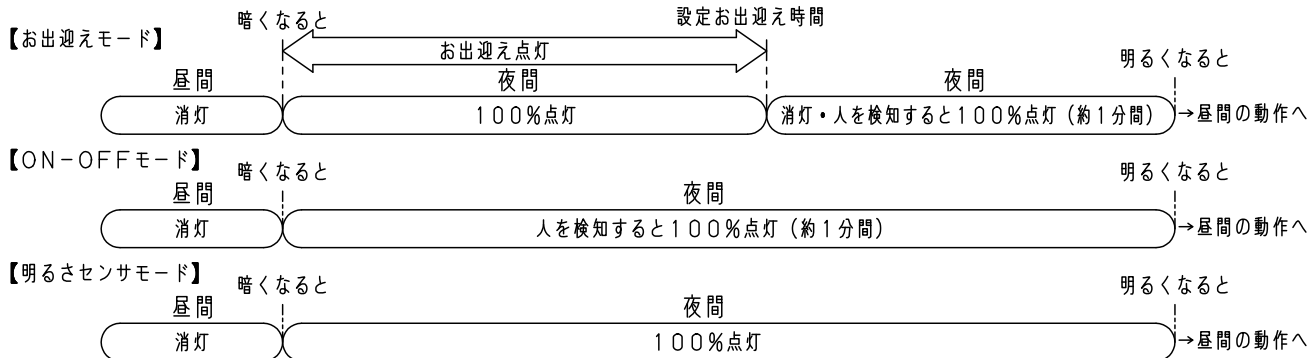 【お出迎えモード】
暗くなると
設定お出迎え時間
お出迎え点灯
明るくなると
昼間
夜間
夜間
消灯
１００％点灯
消灯・人を検知すると１００％点灯（約１分間）
→昼間の動作へ
【ＯＮ－ＯＦＦモード】
暗くなると
明るくなると
昼間
夜間
消灯
人を検知すると１００％点灯（約１分間）
→昼間の動作へ
【明るさセンサモード】
暗くなると
明るくなると
昼間
夜間
消灯
１００％点灯
→昼間の動作へ